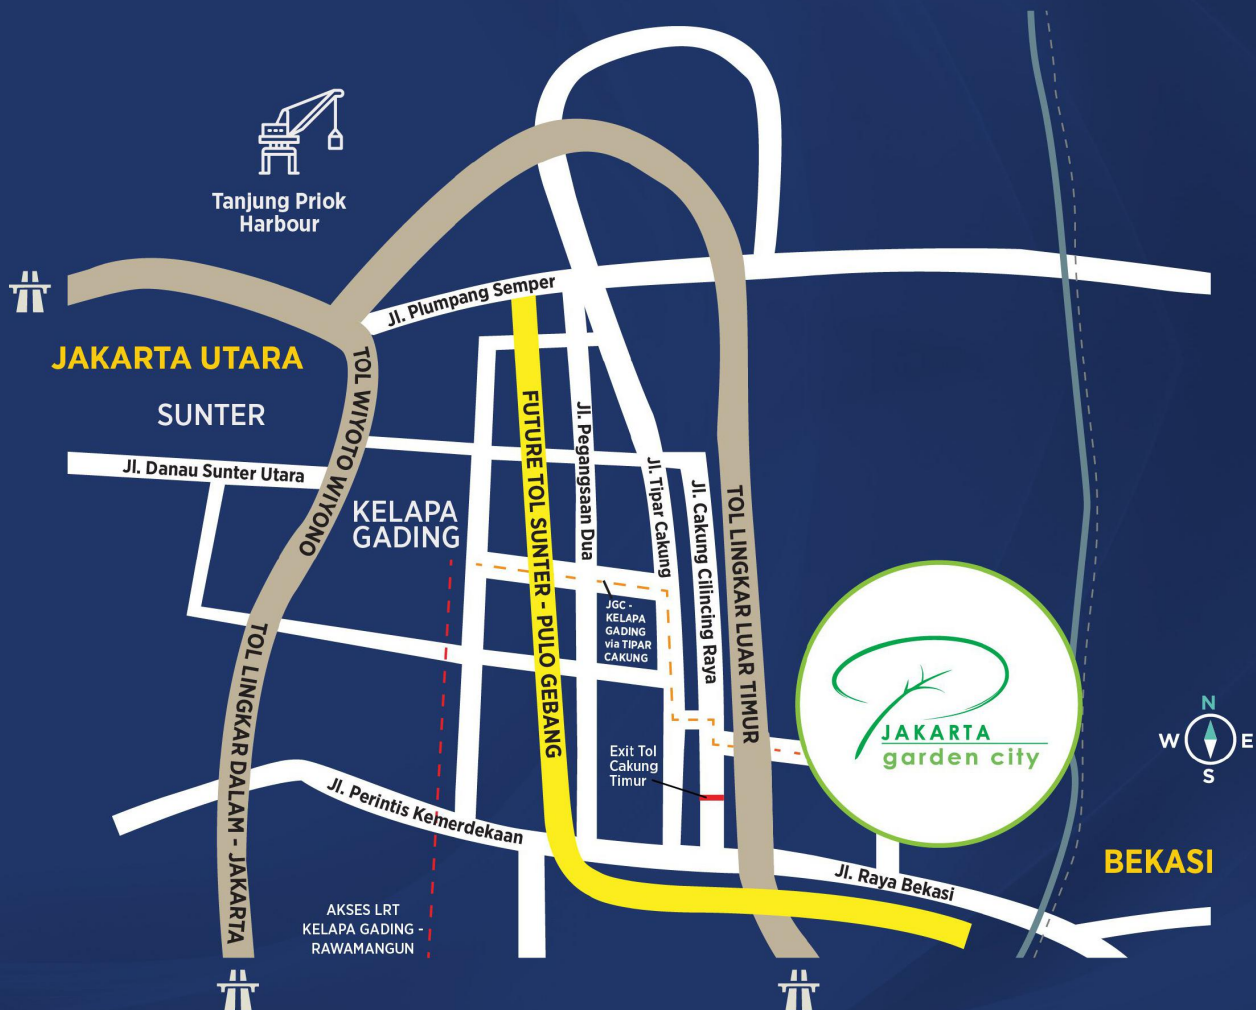 Tanjung Priok
Harbour
Jl. Plumpang Semper
JAKARTA UTARA
SUNTER
TOL WIYOTO WIYONO
Jl. Danau Sunter Utara
KELAPA
GADING
FUTURE TOL SUNTER - PULO GEBANG
Jl. Pegangsaan Dua
Jl. Tipar Cakung
Jl. Cakung Cilincing Raya
TOL LINGKAR LUAR TIMUR
JGC -
KELAPA
GADING
via TIPAR
CAKUNG
TOL LINGKAR DALAM - JAKARTA
JAKARTA
garden city
N
W
E
S
Exit Tol
Cakung
Timur
Jl. Perintis Kemerdekaan
Jl. Raya Bekasi
BEKASI
AKSES LRT
KELAPA GADING -
RAWAMANGUN